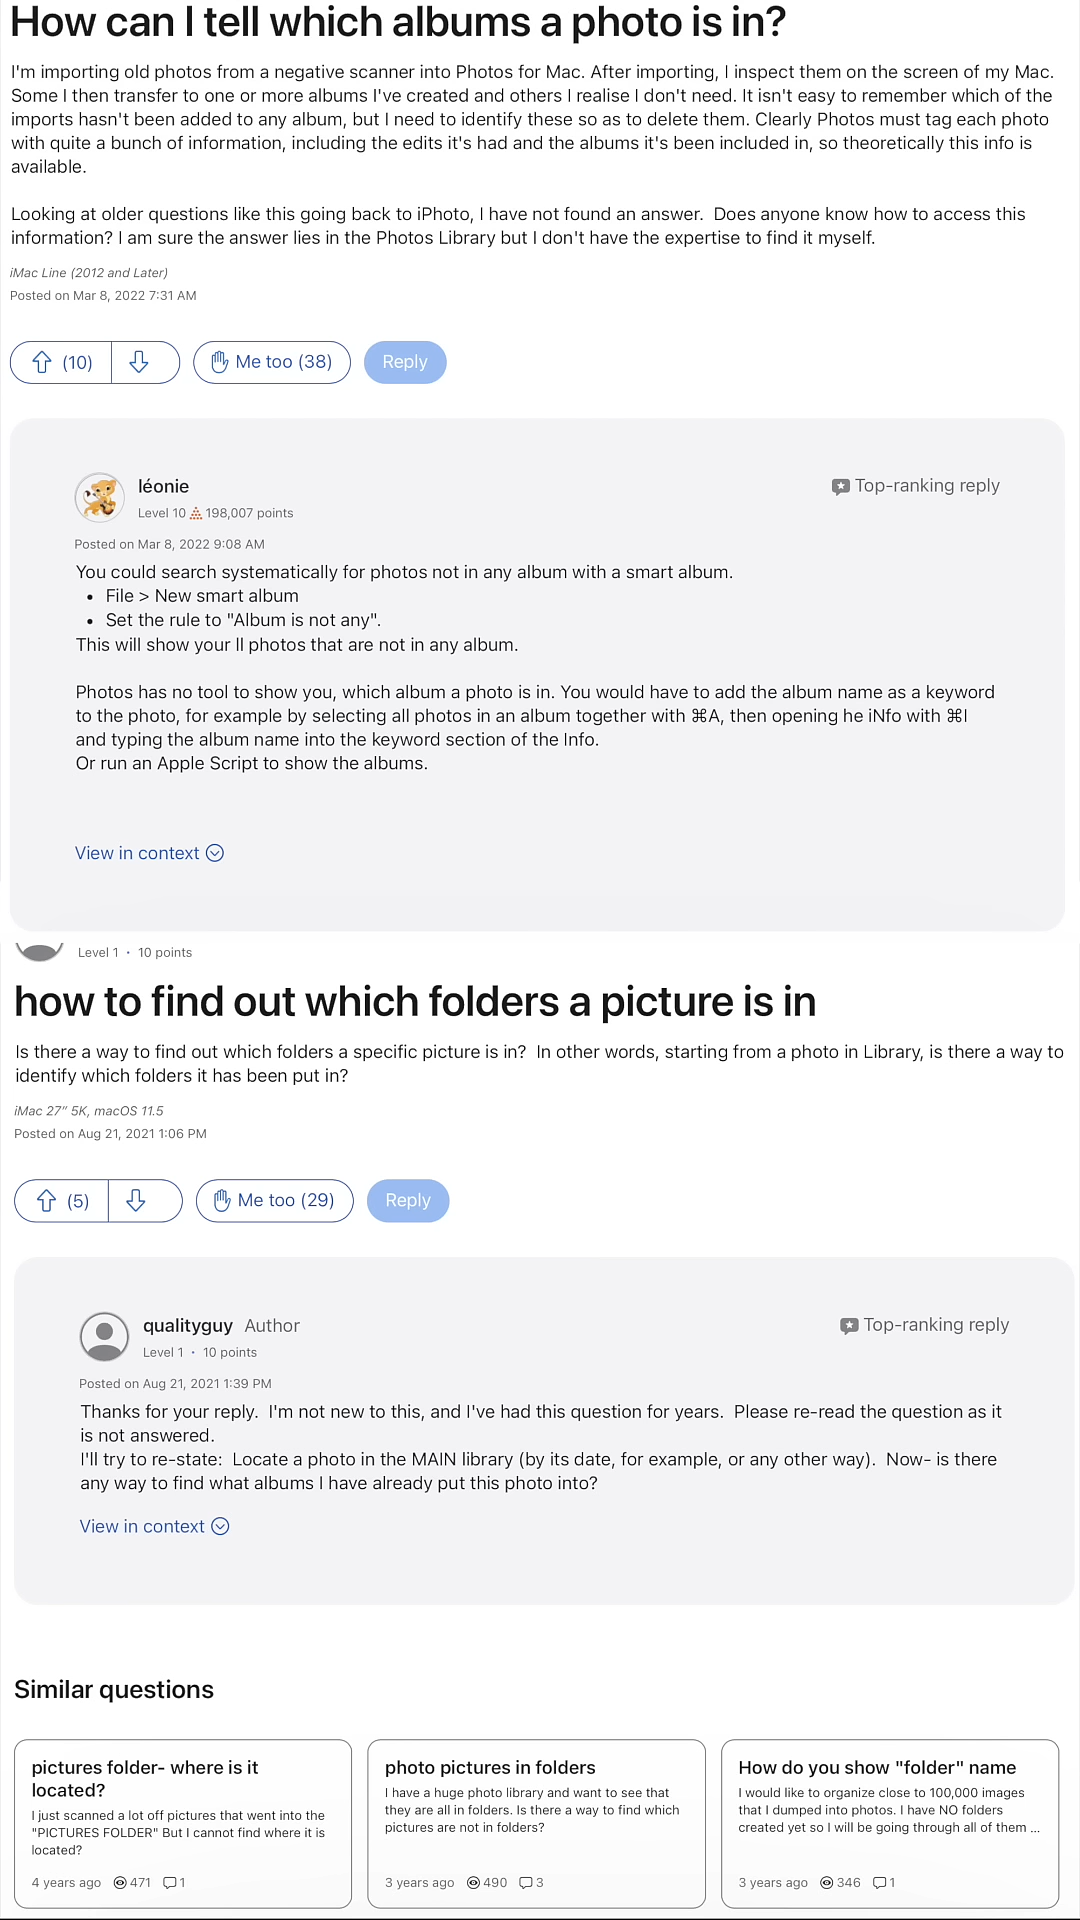 How can I tell which albums a photo is in?
I'm importing old photos from a negative scanner into Photos for Mac. After importing, I inspect them on the screen of my Mac.
Some I then transfer to one or more albums I've created and others I realise I don't need. It isn't easy to remember which of the
imports hasn't been added to any album, but I need to identify these so as to delete them. Clearly Photos must tag each photo
with quite a bunch of information, including the edits it's had and the albums it's been included in, so theoretically this info is
available.
Looking at older questions like this going back to iPhoto, I have not found an answer.  Does anyone know how to access this
information? I am sure the answer lies in the Photos Library but I don't have the expertise to find it myself.
iMac Line (2012 and Later)
Posted on Mar 8, 2022 7:31 AM
(10) Me too (38) Reply
léonie
Top-ranking reply
Level 10 198,007 points
Posted on Mar 8, 2022 9:08 AM
You could search systematically for photos not in any album with a smart album.
• File > New smart album
• Set the rule to "Album is not any".
This will show your ll photos that are not in any album.
Photos has no tool to show you, which album a photo is in. You would have to add the album name as a keyword
to the photo, for example by selecting all photos in an album together with ⌘A, then opening he iNfo with ⌘I
and typing the album name into the keyword section of the Info.
Or run an Apple Script to show the albums.
View in context
Level 1 · 10 points
how to find out which folders a picture is in
Is there a way to find out which folders a specific picture is in?  In other words, starting from a photo in Library, is there a way to
identify which folders it has been put in?
iMac 27″ 5K, macOS 11.5
Posted on Aug 21, 2021 1:06 PM
(5) Me too (29) Reply
qualityguy Author
Top-ranking reply
Level 1 · 10 points
Posted on Aug 21, 2021 1:39 PM
Thanks for your reply.  I'm not new to this, and I've had this question for years.  Please re-read the question as it
is not answered.
I'll try to re-state:  Locate a photo in the MAIN library (by its date, for example, or any other way).  Now- is there
any way to find what albums I have already put this photo into?
View in context
Similar questions
pictures folder- where is it
located?
I just scanned a lot off pictures that went into the
"PICTURES FOLDER" But I cannot find where it is
located?
4 years ago 471 1
photo pictures in folders
I have a huge photo library and want to see that
they are all in folders. Is there a way to find which
pictures are not in folders?
3 years ago 490 3
How do you show "folder" name
I would like to organize close to 100,000 images
that I dumped into photos. I have NO folders
created yet so I will be going through all of them ...
3 years ago 346 1